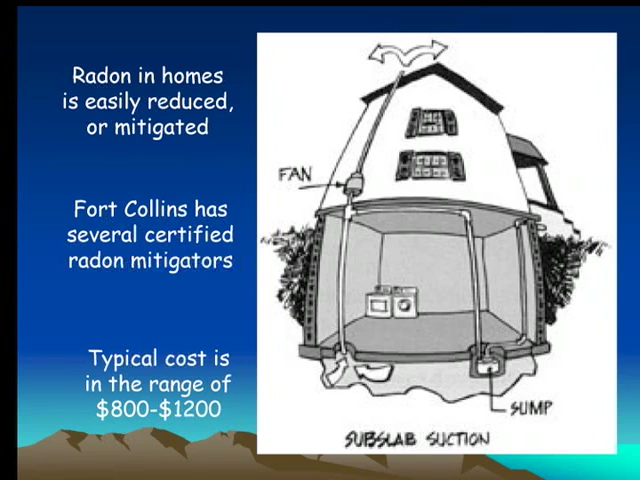 Radon in homes
is easily reduced,
or mitigated
Fort Collins has
several certified
radon mitigators
Typical cost is
in the range of
$800-$1200
FAN
SUMP
SUBSLAB SUCTION